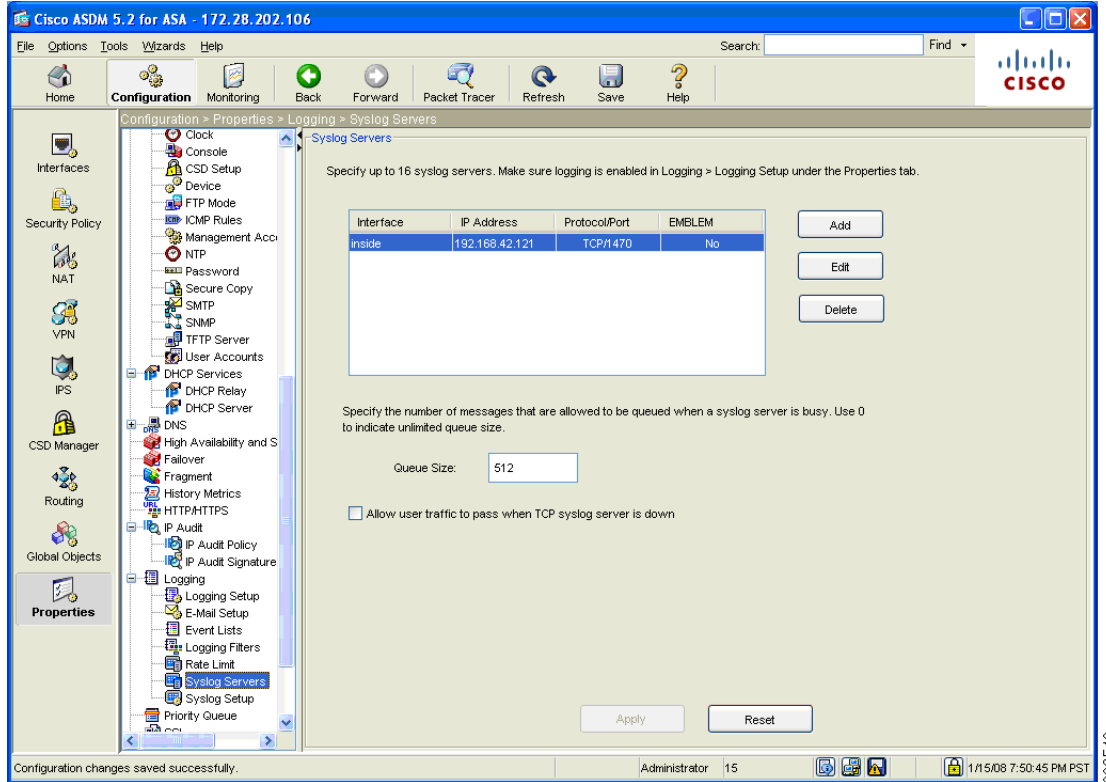 Cisco ASDM 5.2 for ASA - 172.28.202.106
File Options Tools Wizards Help
Search:
Find
Home
Configuration
Monitoring
Back
Forward
Packet Tracer
Refresh
Save
Help
CISCO
Configuration > Properties > Logging > Syslog Servers
Interfaces
Security Policy
NAT
VPN
IPS
CSD Manager
Routing
Global Objects
Properties
Clock
Console
CSD Setup
Device
FTP Mode
ICMP Rules
Management Acc
NTP
Password
Secure Copy
SMTP
SNMP
TFTP Server
User Accounts
DHCP Services
DHCP Relay
DHCP Server
DNS
High Availability and S
Failover
Fragment
History Metrics
HTTP/HTTPS
IP Audit
IP Audit Policy
IP Audit Signature
Logging
Logging Setup
E-Mail Setup
Event Lists
Logging Filters
Rate Limit
Syslog Servers
Syslog Setup
Priority Queue
Syslog Servers
Specify up to 16 syslog servers. Make sure logging is enabled in Logging > Logging Setup under the Properties tab.
Interface IP Address Protocol/Port EMBLEM
inside 192.168.42.121 TCP/1470 No
Add
Edit
Delete
Specify the number of messages that are allowed to be queued when a syslog server is busy. Use 0
to indicate unlimited queue size.
Queue Size: 512
Allow user traffic to pass when TCP syslog server is down
Apply
Reset
Configuration changes saved successfully.
Administrator
15
1/15/08 7:50:45 PM PST